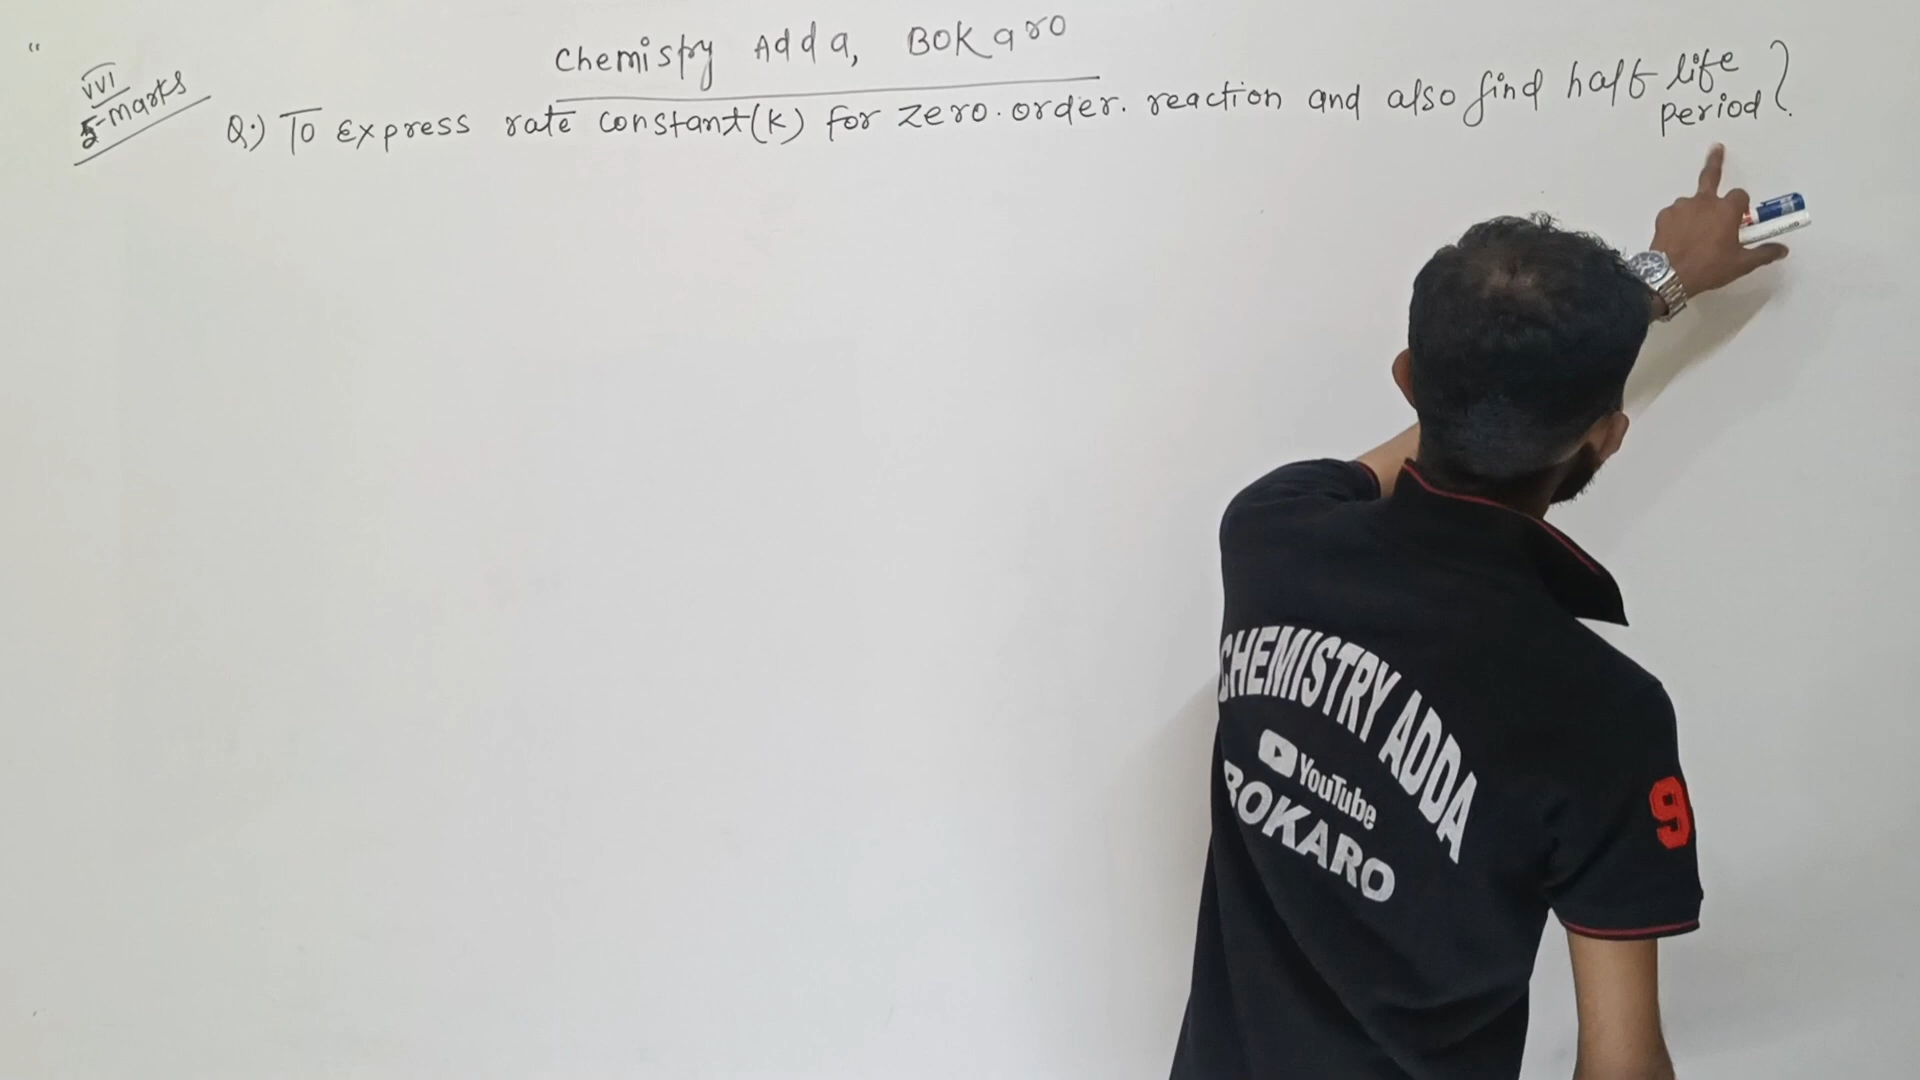 Chemistry Adda, Bokaro
VVI
5-marks
Q.) To Express rate constant(K) for zero.order. reaction and also find half life
period?
CHEMISTRY ADDA
YouTube
BOKARO
9